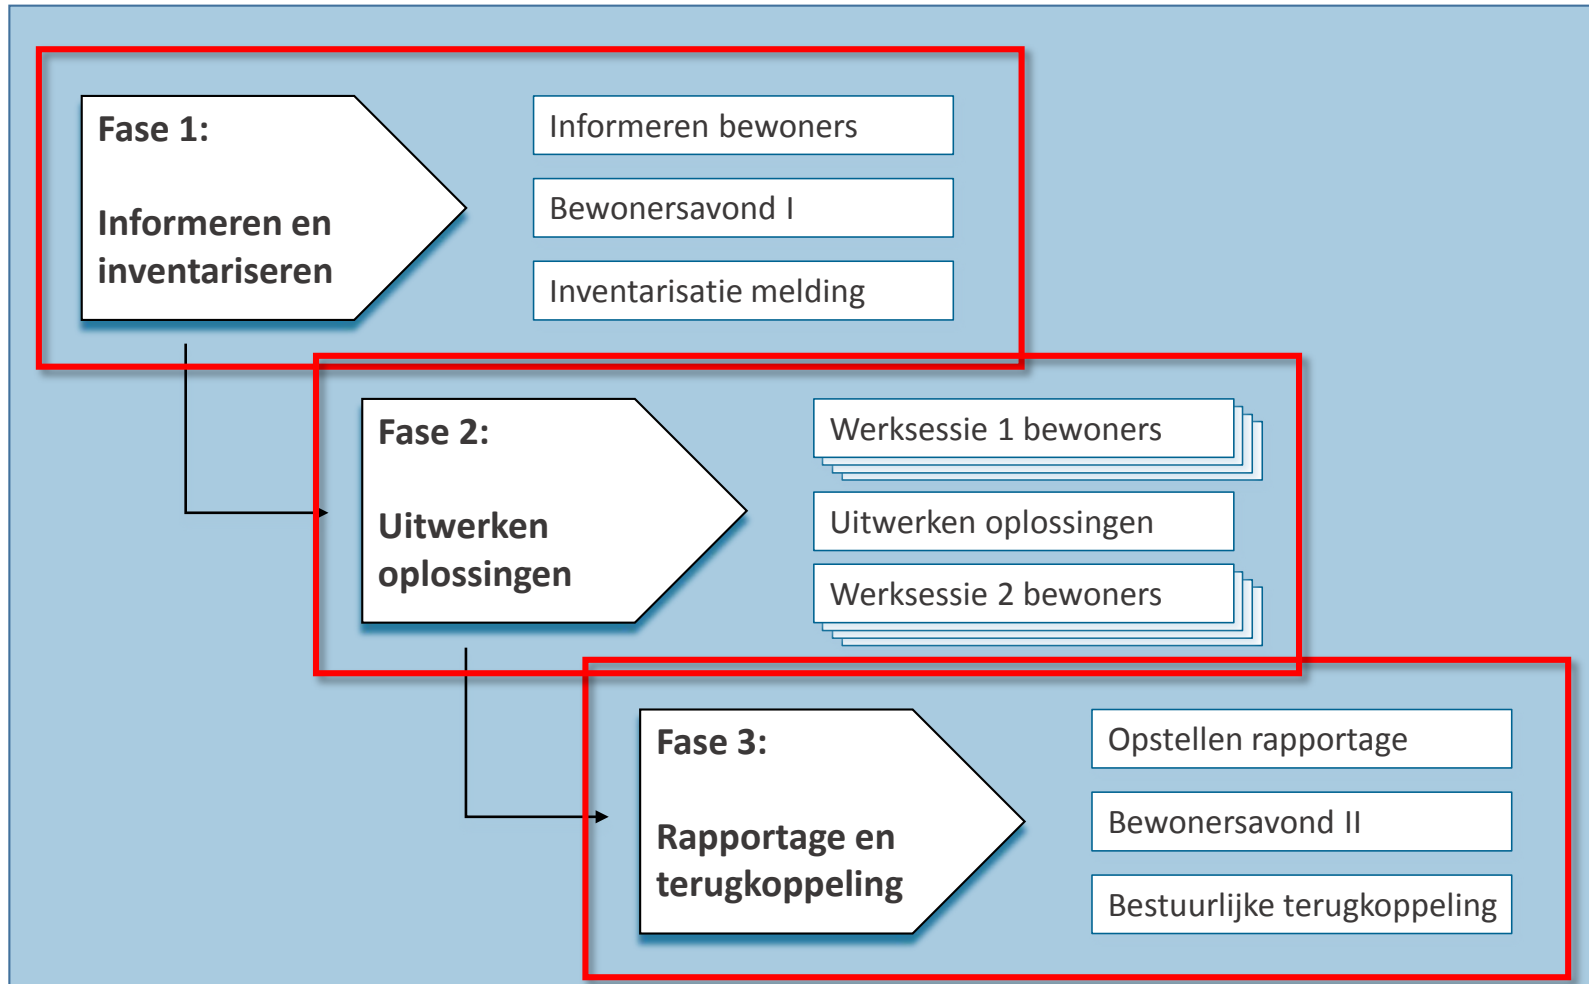 Fase 1:
Informeren en
inventariseren
Informeren bewoners
Bewonersavond I
Inventarisatie melding
Fase 2:
Uitwerken
oplossingen
Werksessie 1 bewoners
Uitwerken oplossingen
Werksessie 2 bewoners
Fase 3:
Rapportage en
terugkoppeling
Opstellen rapportage
Bewonersavond II
Bestuurlijke terugkoppeling